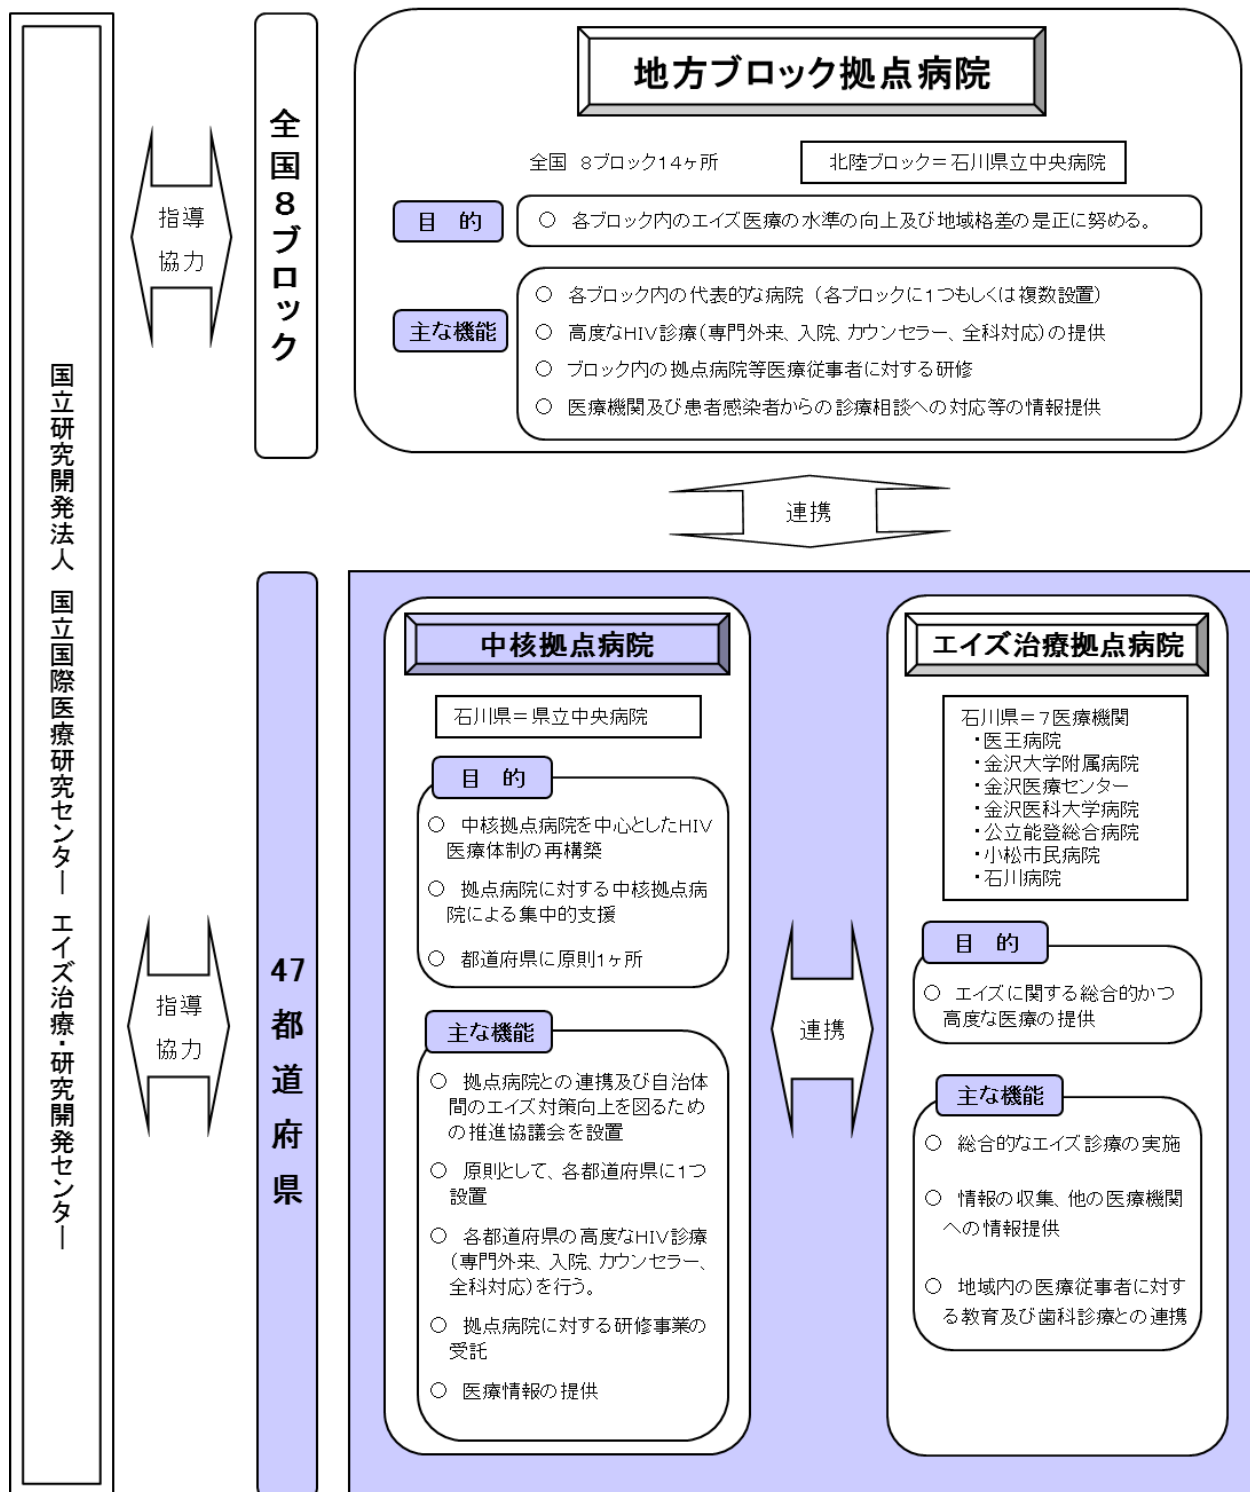 国立研究開発法人 国立国際医療研究センター エイズ治療・研究開発センター
指導
協力
全国8ブロック
地方ブロック拠点病院
全国 8ブロック14ヶ所
北陸ブロック=石川県立中央病院
目 的
○ 各ブロック内のエイズ医療の水準の向上及び地域格差の是正に努める。
主な機能
○ 各ブロック内の代表的な病院(各ブロックに1つもしくは複数設置)
○ 高度なHIV診療(専門外来、入院、カウンセラー、全科対応)の提供
○ ブロック内の拠点病院等医療従事者に対する研修
○ 医療機関及び患者感染者からの診療相談への対応等の情報提供
連携
指導
協力
47都道府県
中核拠点病院
石川県=県立中央病院
目 的
○ 中核拠点病院を中心としたHIV
医療体制の再構築
○ 拠点病院に対する中核拠点病
院による集中的支援
○ 都道府県に原則1ヶ所
主な機能
○ 拠点病院との連携及び自治体
間のエイズ対策向上を図るため
の推進協議会を設置
○ 原則として、各都道府県に1つ
設置
○ 各都道府県の高度なHIV診療
(専門外来、入院、カウンセラー、
全科対応)を行う。
○ 拠点病院に対する研修事業の
受託
○ 医療情報の提供
連携
エイズ治療拠点病院
石川県=7医療機関
・医王病院
・金沢大学附属病院
・金沢医療センター
・金沢医科大学病院
・公立能登総合病院
・小松市民病院
・石川病院
目 的
○ エイズに関する総合的かつ
高度な医療の提供
主な機能
○ 総合的なエイズ診療の実施
○ 情報の収集、他の医療機関
への情報提供
○ 地域内の医療従事者に対す
る教育及び歯科診療との連携